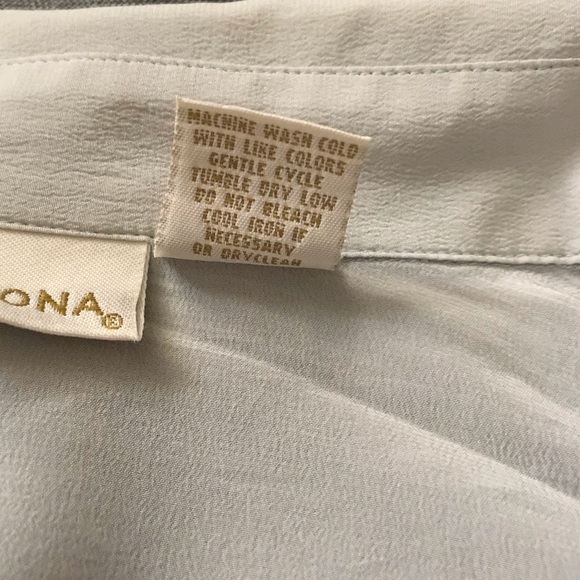 MACHINE WASH COLD
WITH LIKE COLORS
GENTLE CYCLE
TUMBLE DRY LOW
DO NOT BLEACH
COOL IRON IF
NECESSARY
OR DRYCLEAN
ONA®